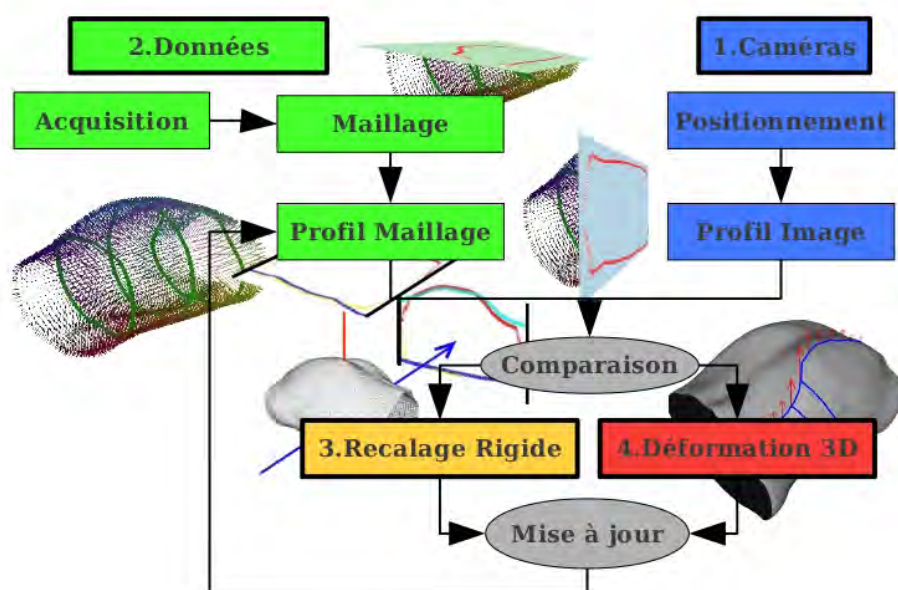 2.Données
1.Caméras
Acquisition
Maillage
Positionnement
Profil Maillage
Profil Image
Comparaison
3.Recalage Rigide
4.Déformation 3D
Mise à jour